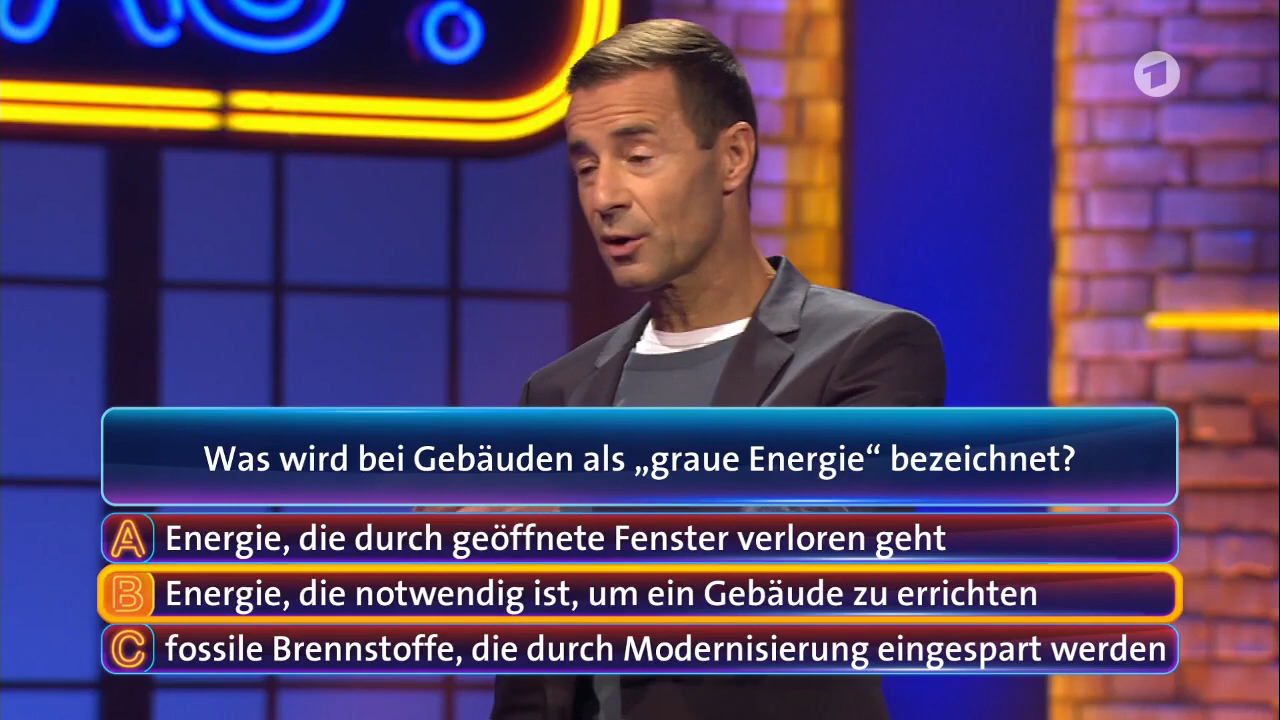 Was wird bei Gebäuden als „graue Energie“ bezeichnet?
A Energie, die durch geöffnete Fenster verloren geht
B Energie, die notwendig ist, um ein Gebäude zu errichten
C fossile Brennstoffe, die durch Modernisierung eingespart werden
1